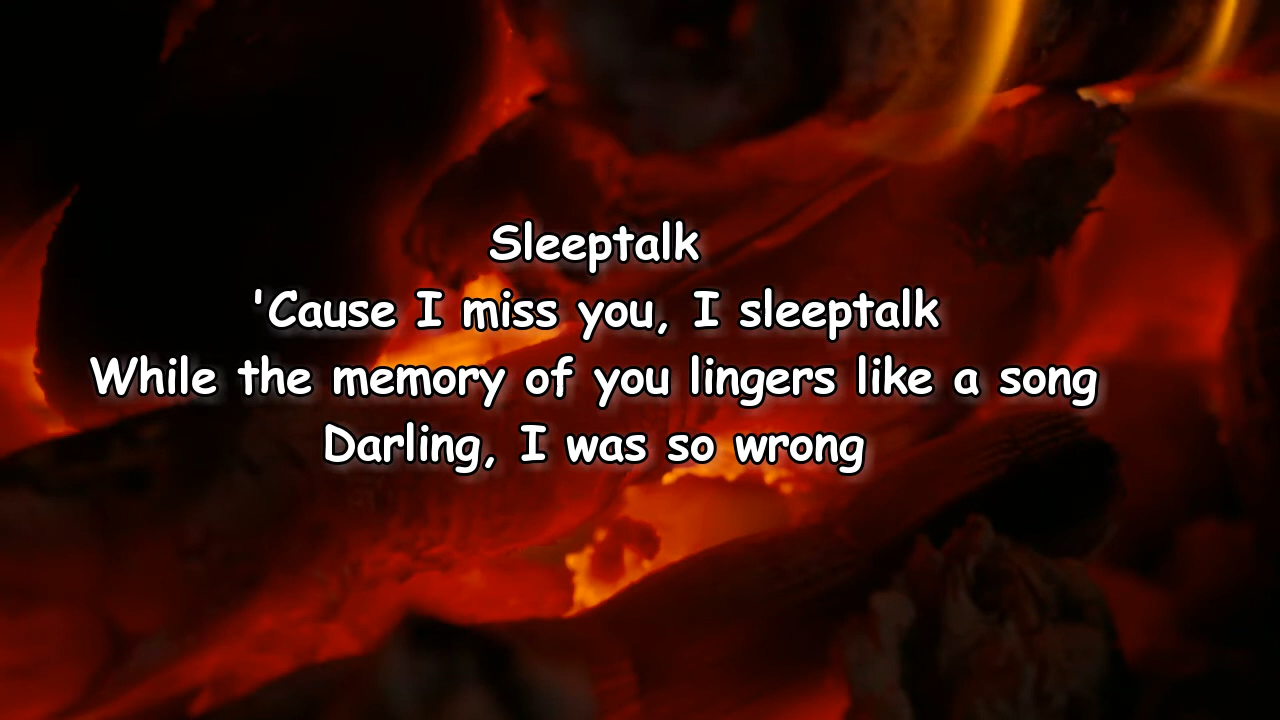 Sleeptalk
'Cause I miss you, I sleeptalk
While the memory of you lingers like a song
Darling, I was so wrong